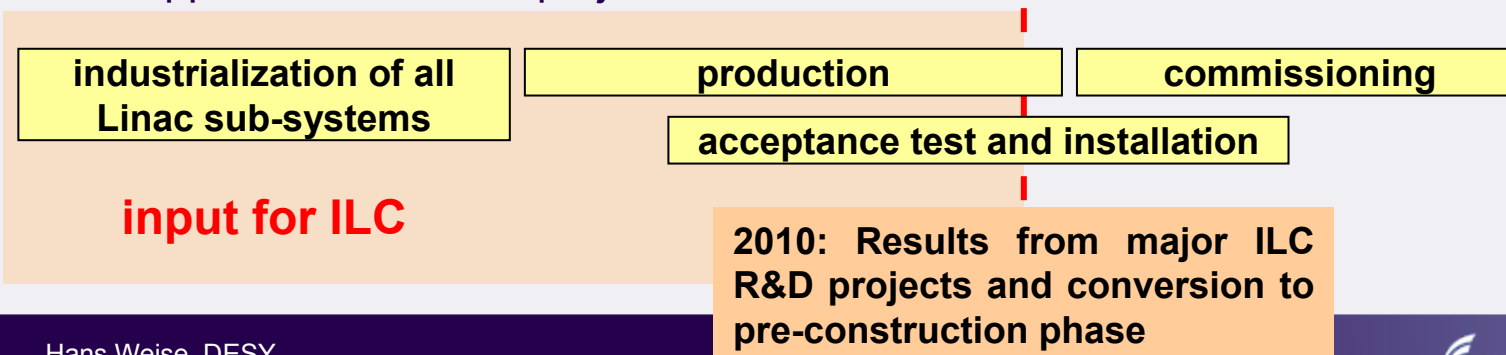 industrialization of all
Linac sub-systems
production
commissioning
acceptance test and installation
input for ILC
2010: Results from major ILC
R&D projects and conversion to
pre-construction phase
Hans Weise, DESY